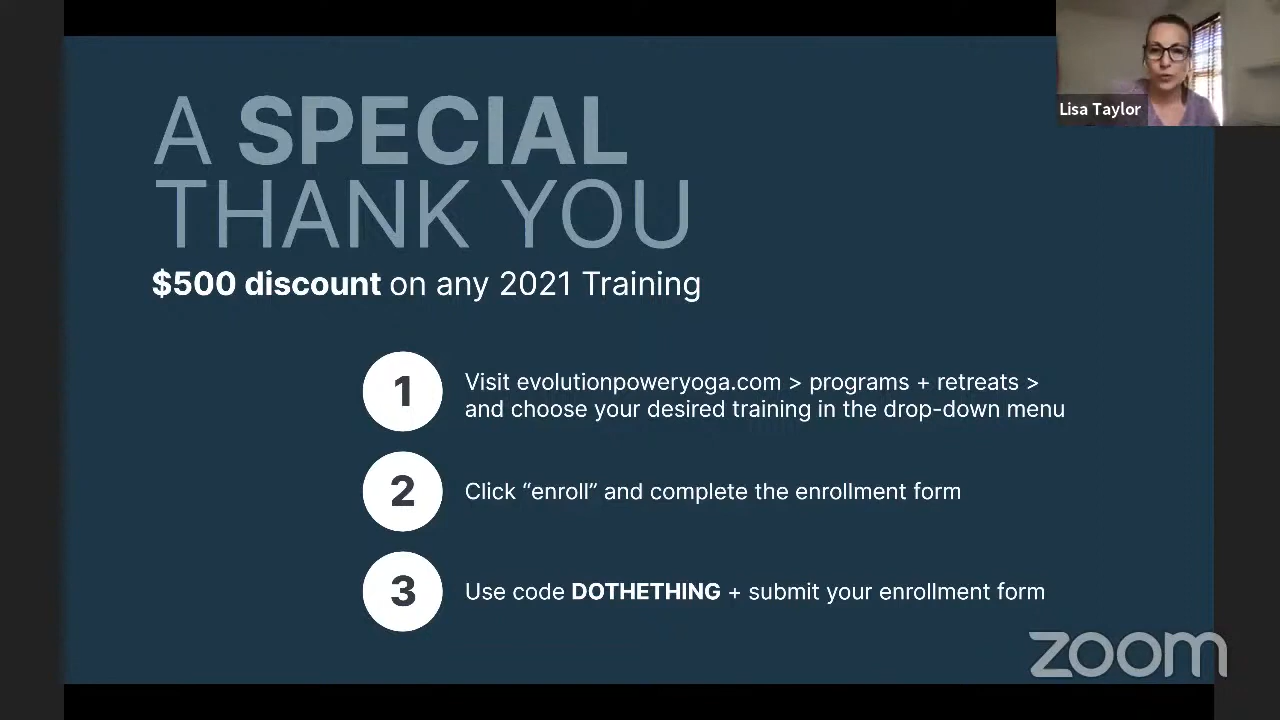 Lisa Taylor
A SPECIAL
THANK YOU
$500 discount on any 2021 Training
1
Visit evolutionpoweryoga.com > programs + retreats >
and choose your desired training in the drop-down menu
2
Click “enroll” and complete the enrollment form
3
Use code DOTHETHING + submit your enrollment form
zoom